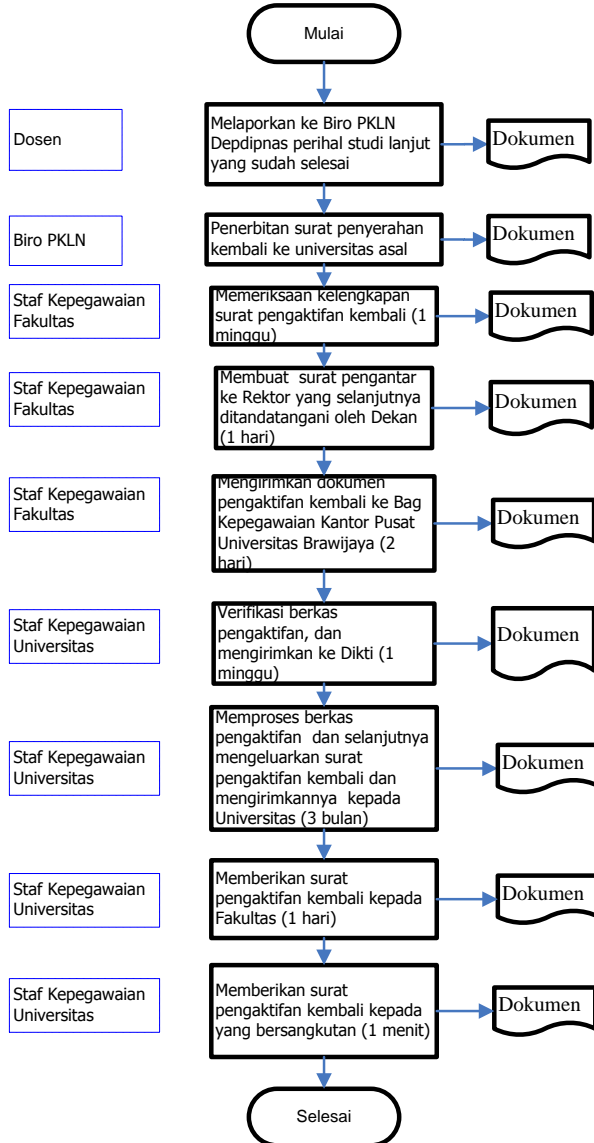 Mulai
Dosen
Melaporkan ke Biro PKLN
Depdipnas perihal studi lanjut
yang sudah selesai
Dokumen
Biro PKLN
Penerbitan surat penyerahan
kembali ke universitas asal
Dokumen
Staf Kepegawaian
Fakultas
Memeriksaan kelengkapan
surat pengaktifan kembali (1
minggu)
Dokumen
Staf Kepegawaian
Fakultas
Membuat surat pengantar
ke Rektor yang selanjutnya
ditandatangani oleh Dekan
(1 hari)
Dokumen
Staf Kepegawaian
Fakultas
Mengirimkan dokumen
pengaktifan kembali ke Bag
Kepegawaian Kantor Pusat
Universitas Brawijaya (2
hari)
Dokumen
Staf Kepegawaian
Universitas
Verifikasi berkas
pengaktifan, dan
mengirimkan ke Dikti (1
minggu)
Dokumen
Staf Kepegawaian
Universitas
Memproses berkas
pengaktifan dan selanjutnya
mengeluarkan surat
pengaktifan kembali dan
mengirimkannya kepada
Universitas (3 bulan)
Dokumen
Staf Kepegawaian
Universitas
Memberikan surat
pengaktifan kembali kepada
Fakultas (1 hari)
Dokumen
Staf Kepegawaian
Universitas
Memberikan surat
pengaktifan kembali kepada
yang bersangkutan (1 menit)
Dokumen
Selesai